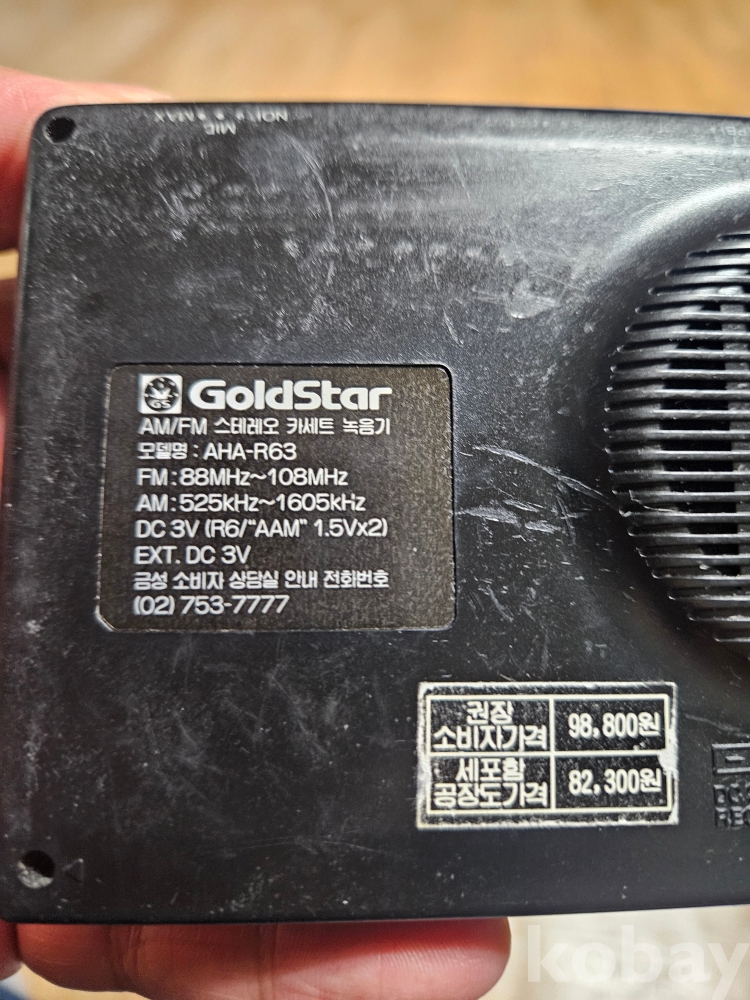 MIC
NOR
MAX
GS
GoldStar
AM/FM 스테레오 카세트 녹음기
모델명 : AHA-R63
FM : 88MHz~108MHz
AM : 525kHz~1605kHz
DC 3V (R6/“AAM” 1.5Vx2)
EXT. DC 3V
금성 소비자 상담실 안내 전화번호
(02) 753-7777
권장
소비자가격 98,800원
세포함
공장도가격 82,300원
kobay